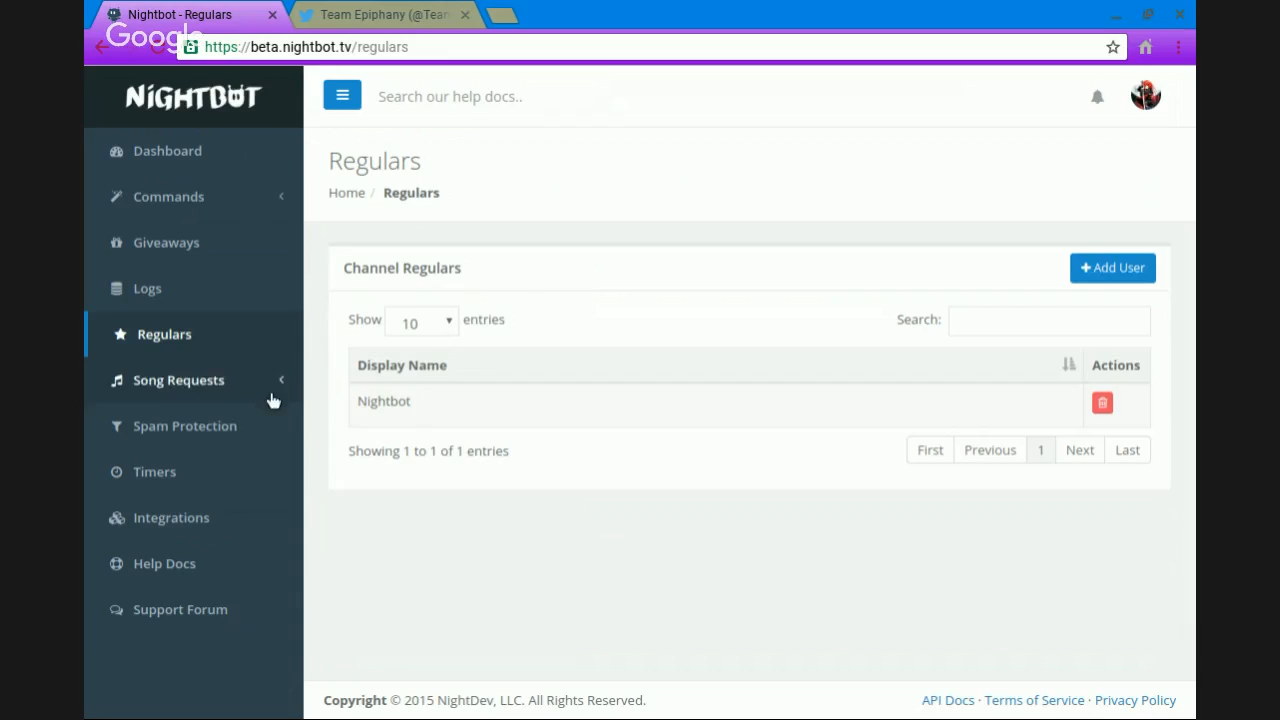 Nightbot - Regulars
Team Epiphany (@Tear
Google
https://beta.nightbot.tv/regulars
NIGHTBOT
Search our help docs..
Dashboard
Commands
Giveaways
Logs
Regulars
Song Requests
Spam Protection
Timers
Integrations
Help Docs
Support Forum
Regulars
Home / Regulars
Channel Regulars
+ Add User
Show 10 entries
Search:
Display Name
Actions
Nightbot
Showing 1 to 1 of 1 entries
First Previous 1 Next Last
Copyright © 2015 NightDev, LLC. All Rights Reserved.
API Docs · Terms of Service · Privacy Policy